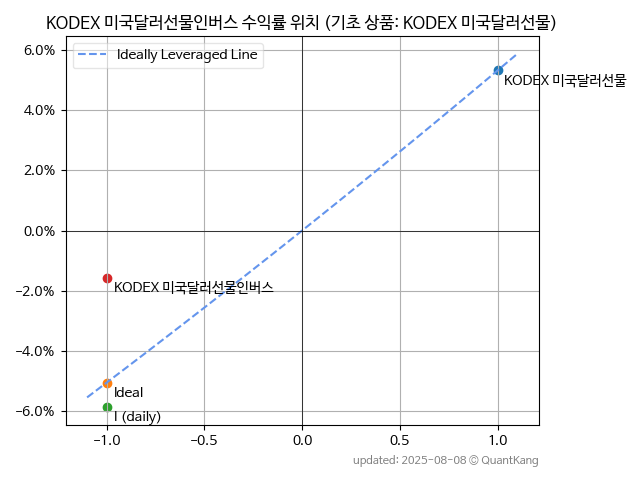 KODEX 미국달러선물인버스 수익률 위치 (기초 상품: KODEX 미국달러선물)
6.0%
Ideally Leveraged Line
KODEX 미국달러선물
4.0%
2.0%
0.0%
KODEX 미국달러선물인버스
−2.0%
−4.0%
Ideal
−6.0%
I (daily)
−1.0
−0.5
0.0
0.5
1.0
updated: 2025-08-08 © QuantKang